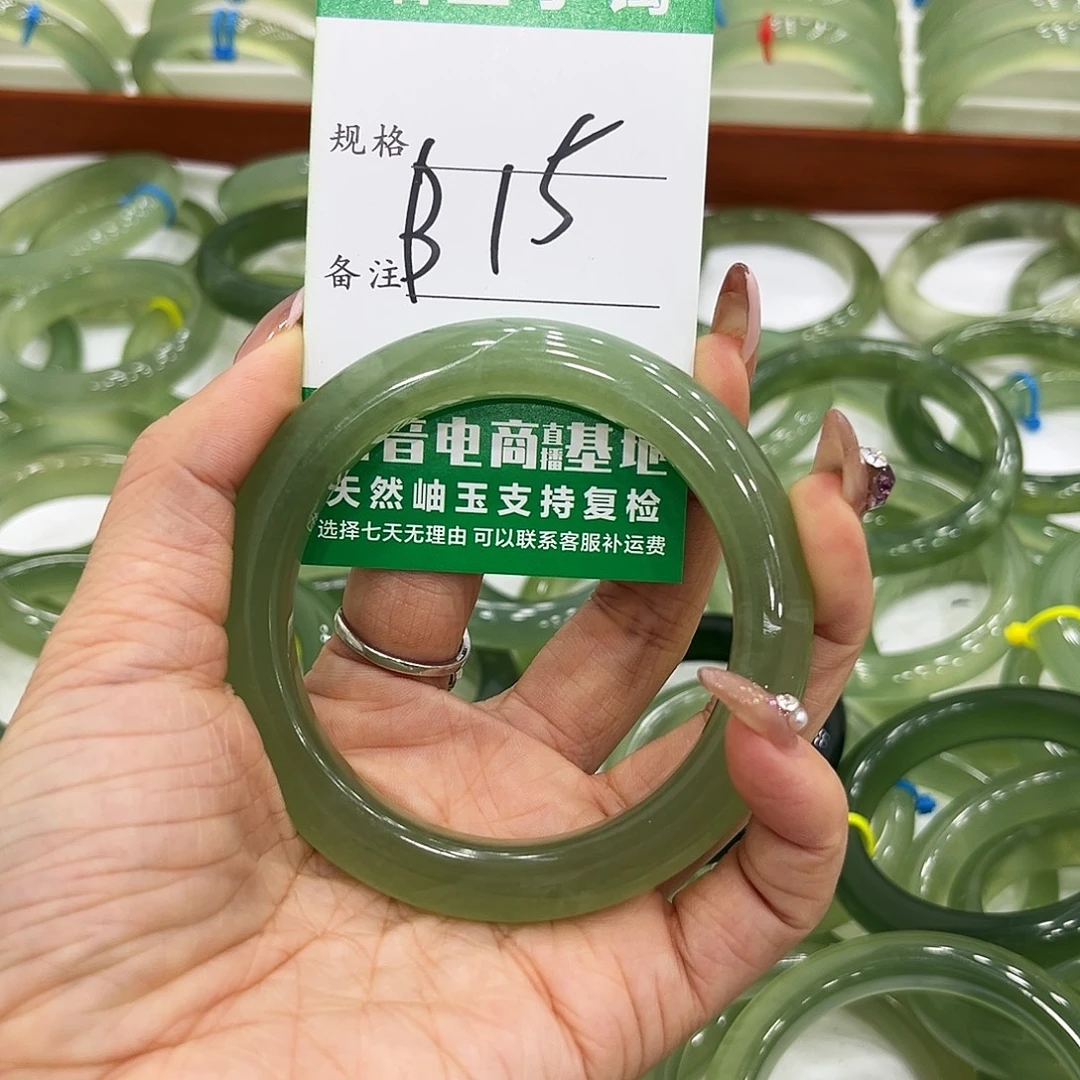 规格 B15
备注
音电商直播基地
天然岫玉支持复检
选择七天无理由 可以联系客服补运费